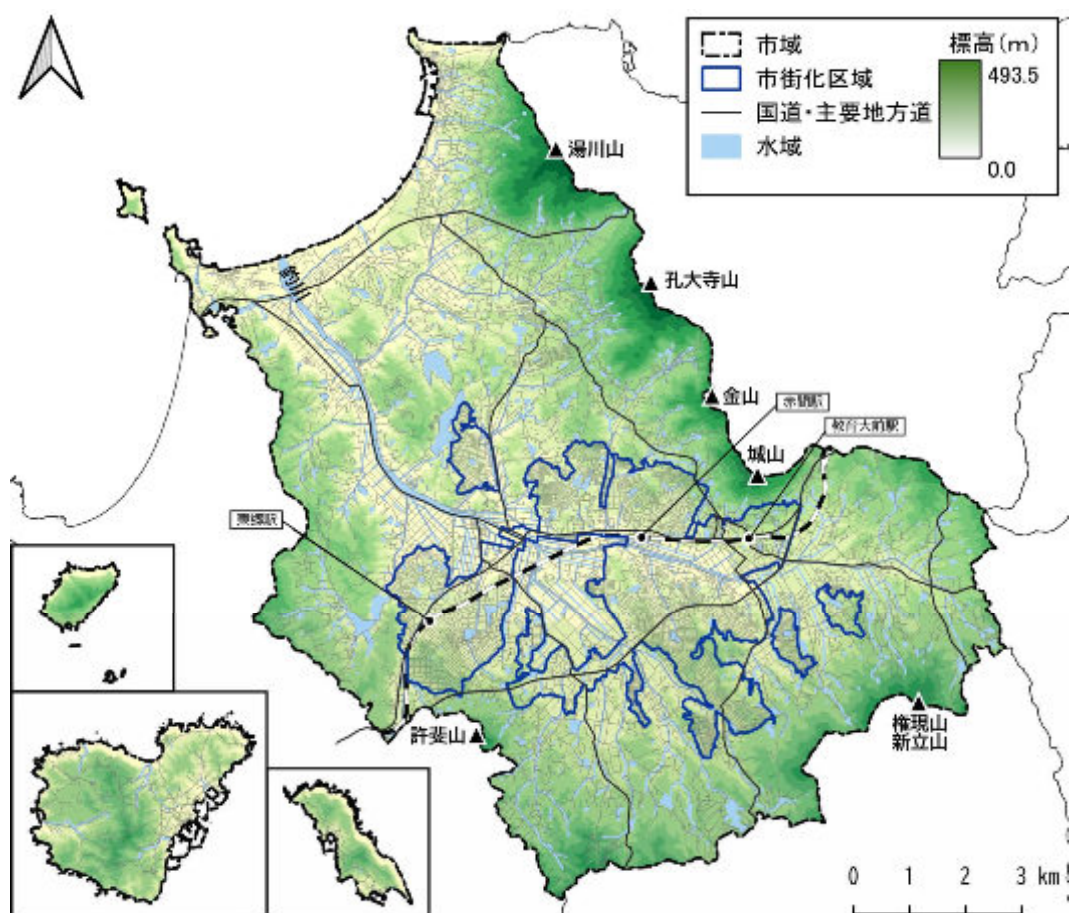 市域
市街化区域
国道・主要地方道
水域
標高(m)
493.5
0.0
湯川山
孔大寺山
釣川
金山
赤間駅
教育大前駅
城山
東郷駅
許斐山
権現山
新立山
0 1 2 3 km